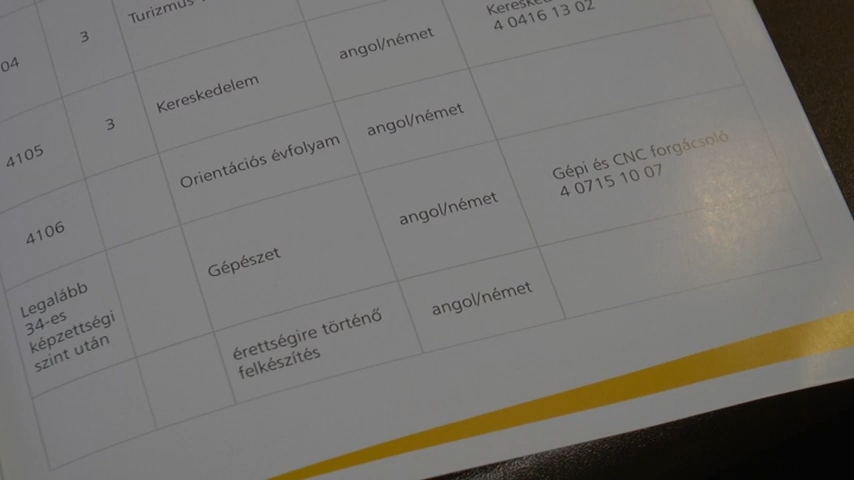 04
3
Turizmus
angol/német
4 0416 13 02
4105
3
Kereskedelem
angol/német
4106
Orientációs évfolyam
angol/német
Gépi és CNC forgácsoló
4 0715 10 07
Legalább
34-es
képzettségi
szint után
Gépészet
angol/német
érettségire történő
felkészítés